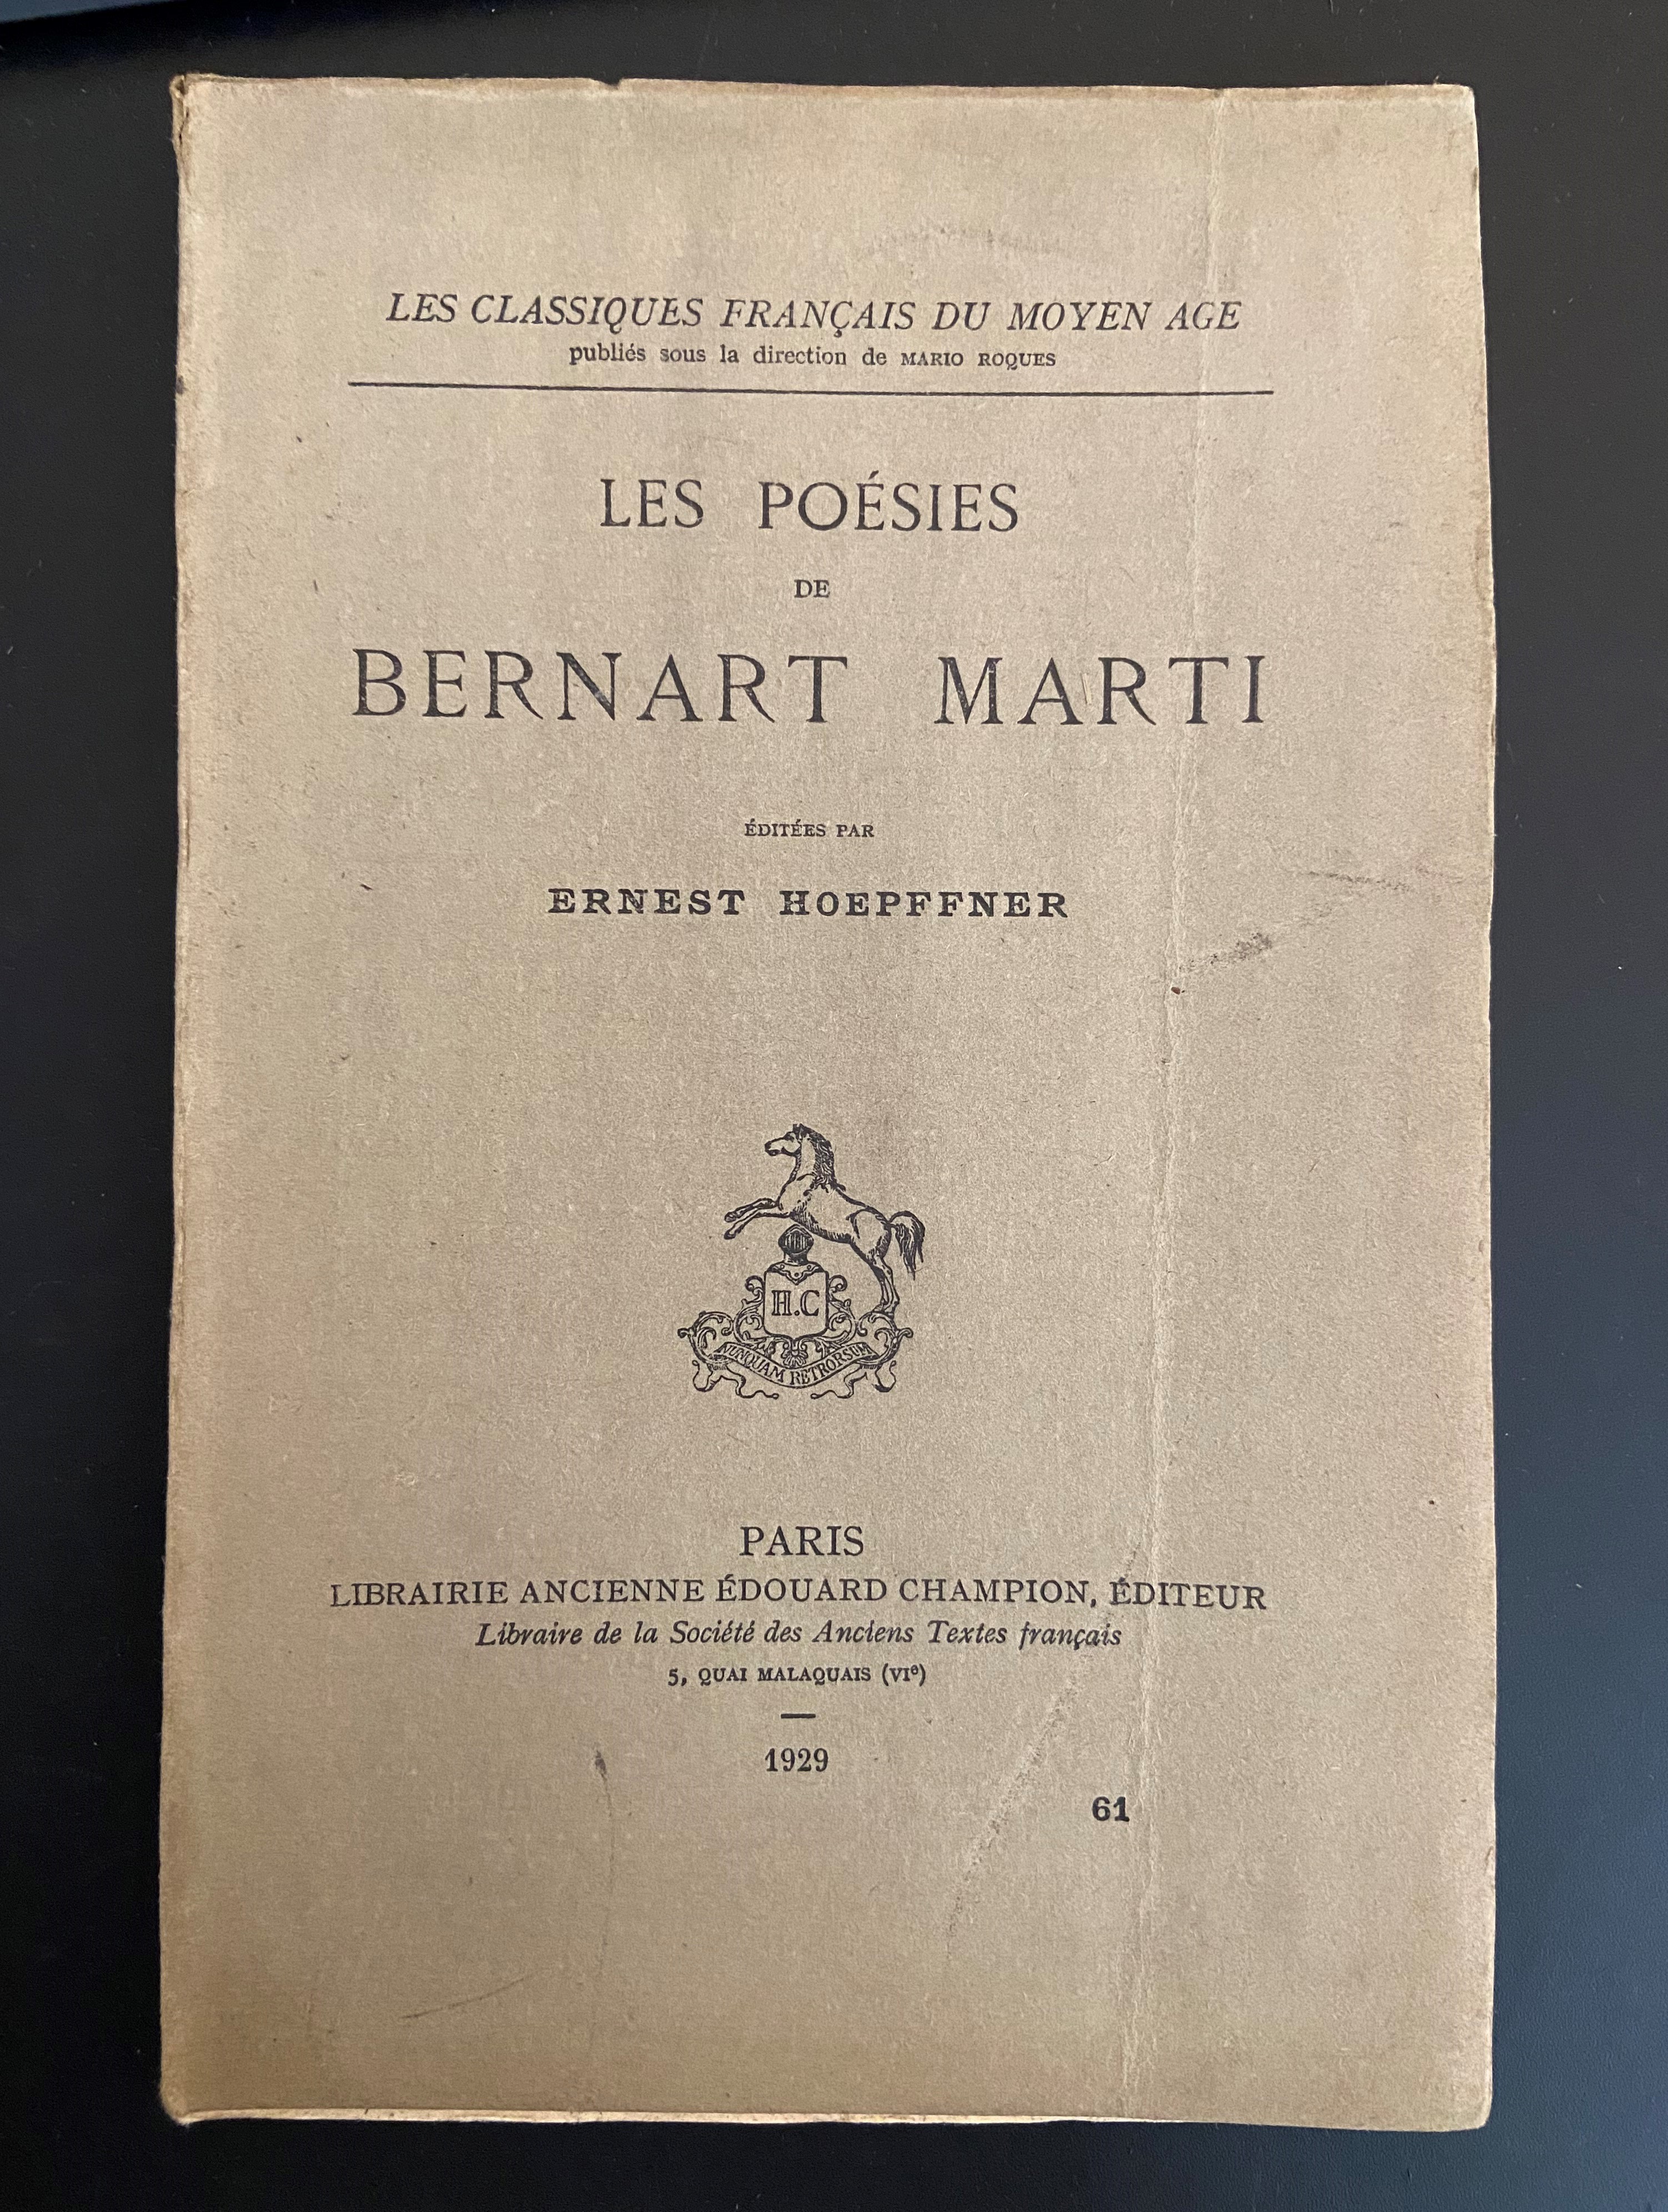 LES CLASSIQUES FRANÇAIS DU MOYEN AGE
publiés sous la direction de MARIO ROQUES
LES POÉSIES
DE
BERNART MARTI
ÉDITÉES PAR
ERNEST HOEPFFNER
H.C
NUNQUAM RETRORSUM
PARIS
LIBRAIRIE ANCIENNE ÉDOUARD CHAMPION, ÉDITEUR
Libraire de la Société des Anciens Textes français
5, QUAI MALAQUAIS (VIe)
1929
61